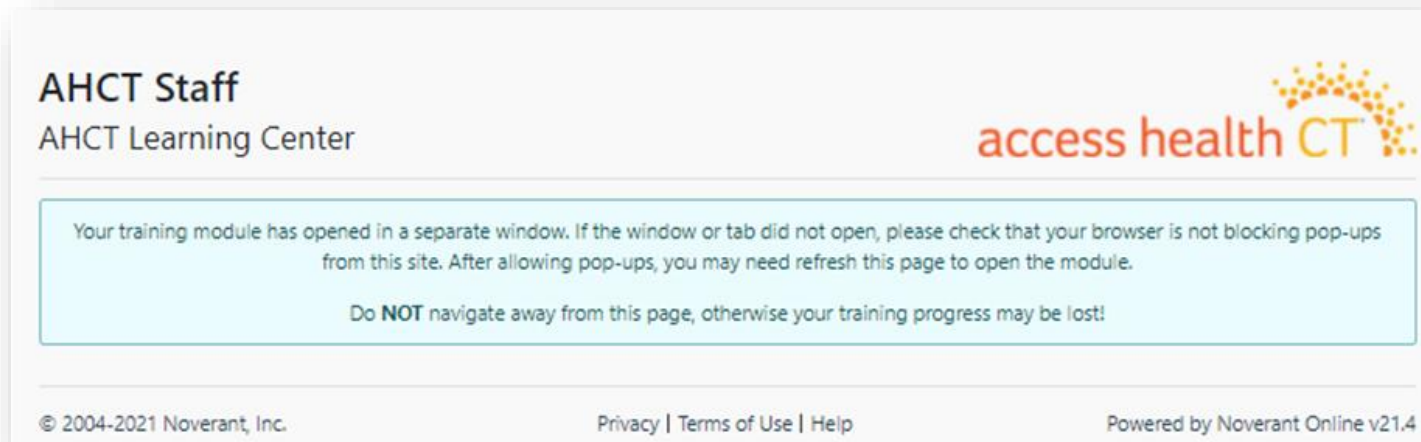 AHCT Staff
AHCT Learning Center
access health CT
Your training module has opened in a separate window. If the window or tab did not open, please check that your browser is not blocking pop-ups
from this site. After allowing pop-ups, you may need refresh this page to open the module.
Do NOT navigate away from this page, otherwise your training progress may be lost!
© 2004-2021 Noverant, Inc.
Privacy | Terms of Use | Help
Powered by Noverant Online v21.4